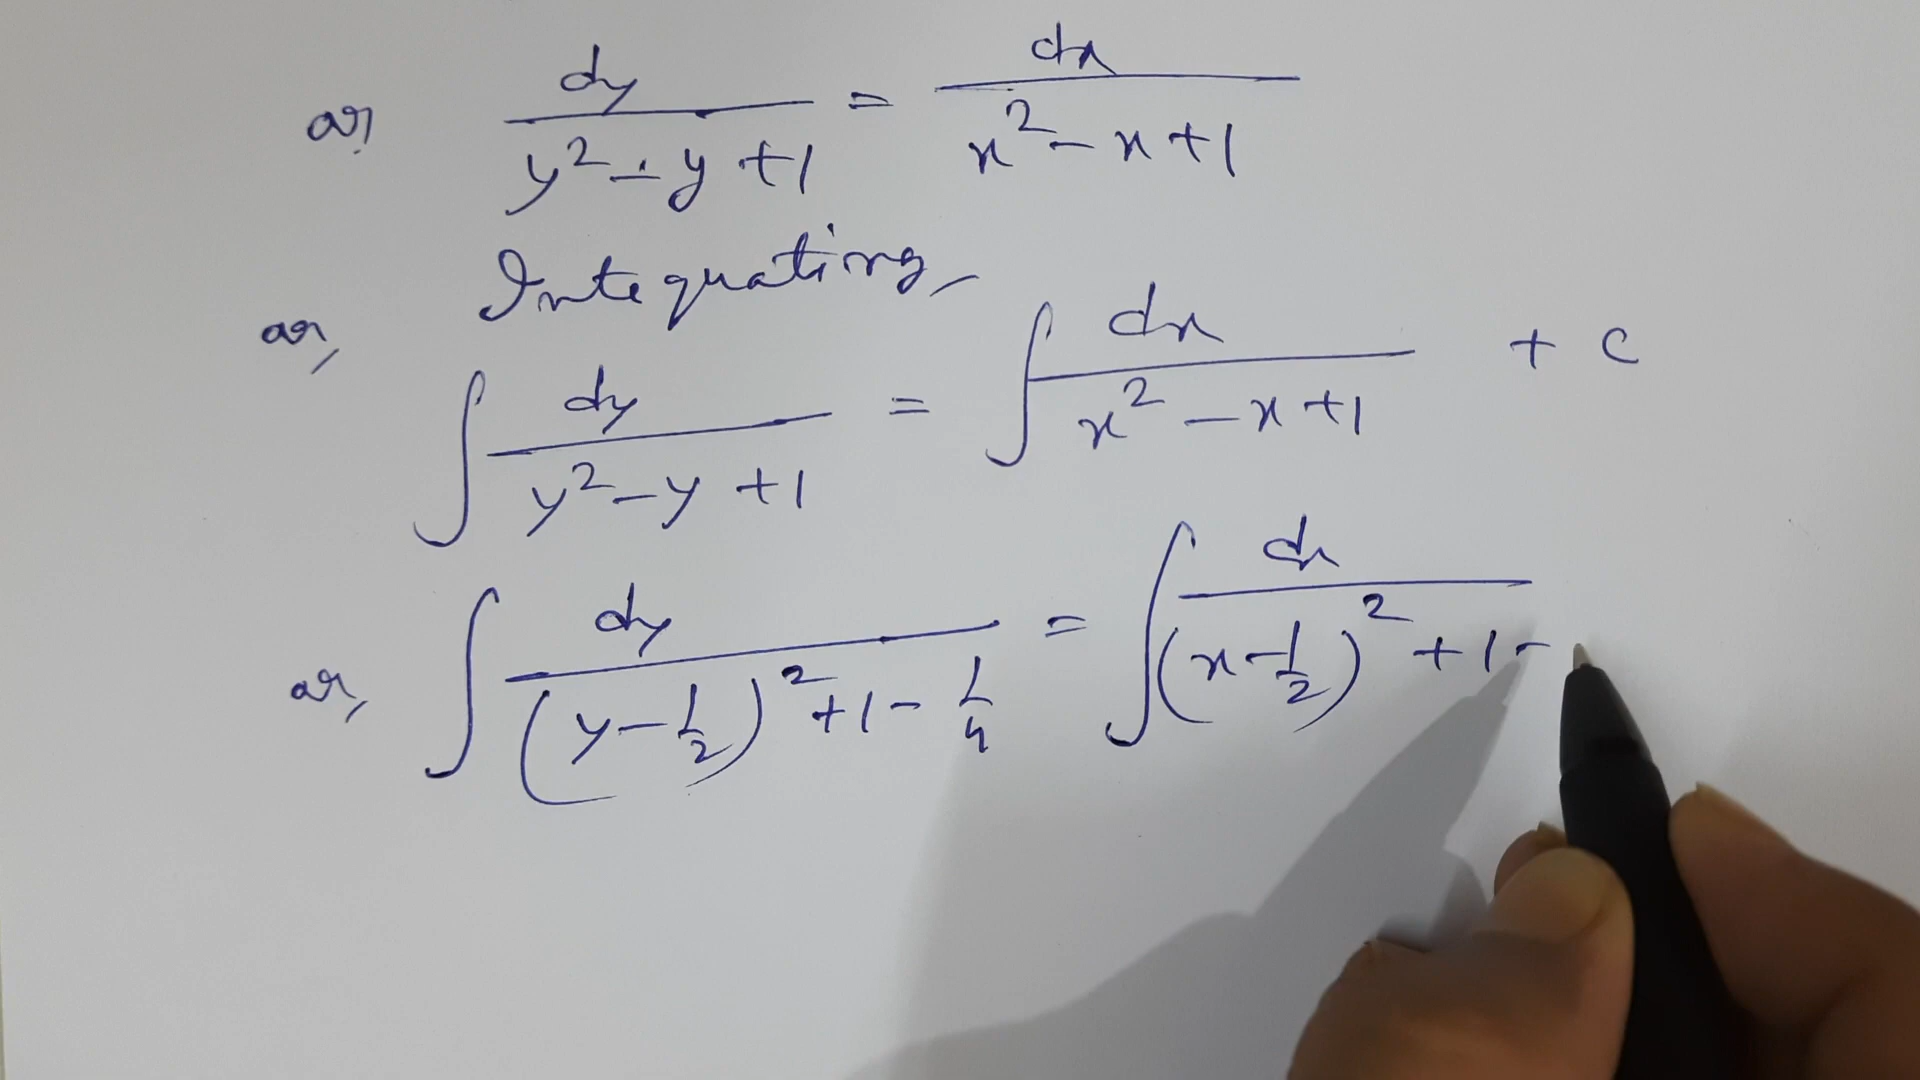 or dy/(y² - y + 1) = dx/(x² - x + 1)
Intequating,
or, ∫ dy/(y² - y + 1) = ∫ dx/(x² - x + 1) + c
or, ∫ dy/((y - 1/2)² + 1 - 1/4) = ∫ dx/((x - 1/2)² + 1 -